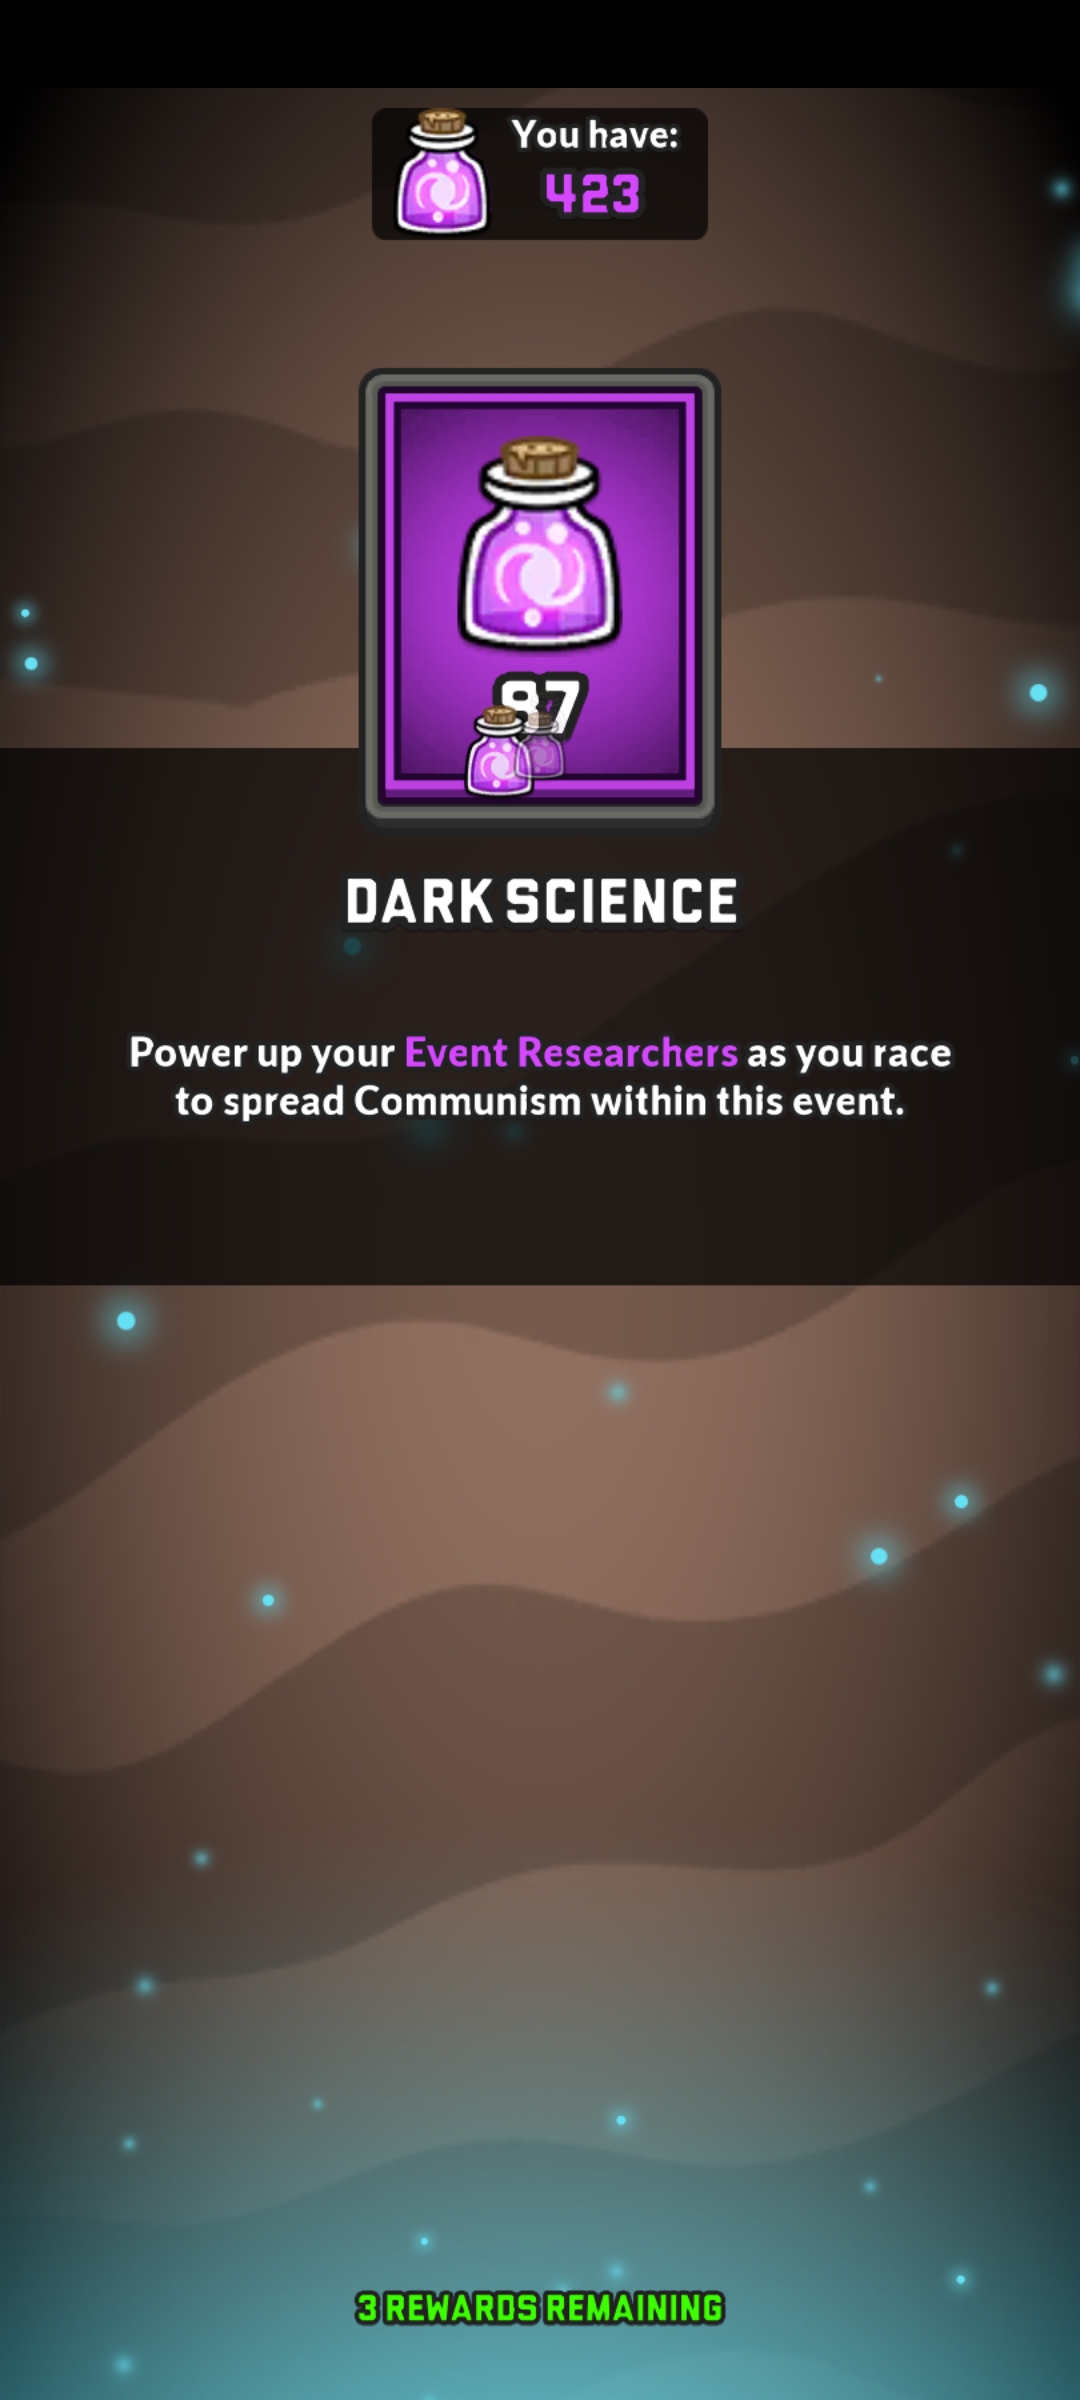 You have:
423
87
DARK SCIENCE
Power up your Event Researchers as you race
to spread Communism within this event.
3 REWARDS REMAINING